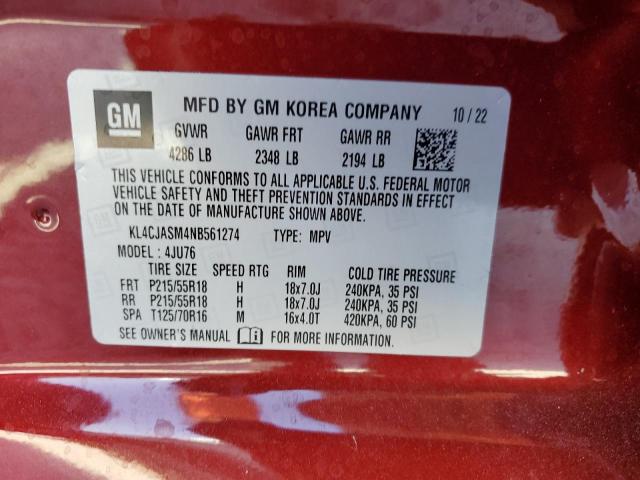 GM
MFD BY GM KOREA COMPANY 10/22
GVWR GAWR FRT GAWR RR
4286 LB 2348 LB 2194 LB
THIS VEHICLE CONFORMS TO ALL APPLICABLE U.S. FEDERAL MOTOR
VEHICLE SAFETY AND THEFT PREVENTION STANDARDS IN EFFECT ON
THE DATE OF MANUFACTURE SHOWN ABOVE.
KL4CJASM4NB561274 TYPE: MPV
MODEL: 4JU76
TIRE SIZE SPEED RTG RIM COLD TIRE PRESSURE
FRT P215/55R18 H 18x7.0J 240KPA, 35 PSI
RR P215/55R18 H 18x7.0J 240KPA, 35 PSI
SPA T125/70R16 M 16x4.0T 420KPA, 60 PSI
SEE OWNER'S MANUAL FOR MORE INFORMATION.